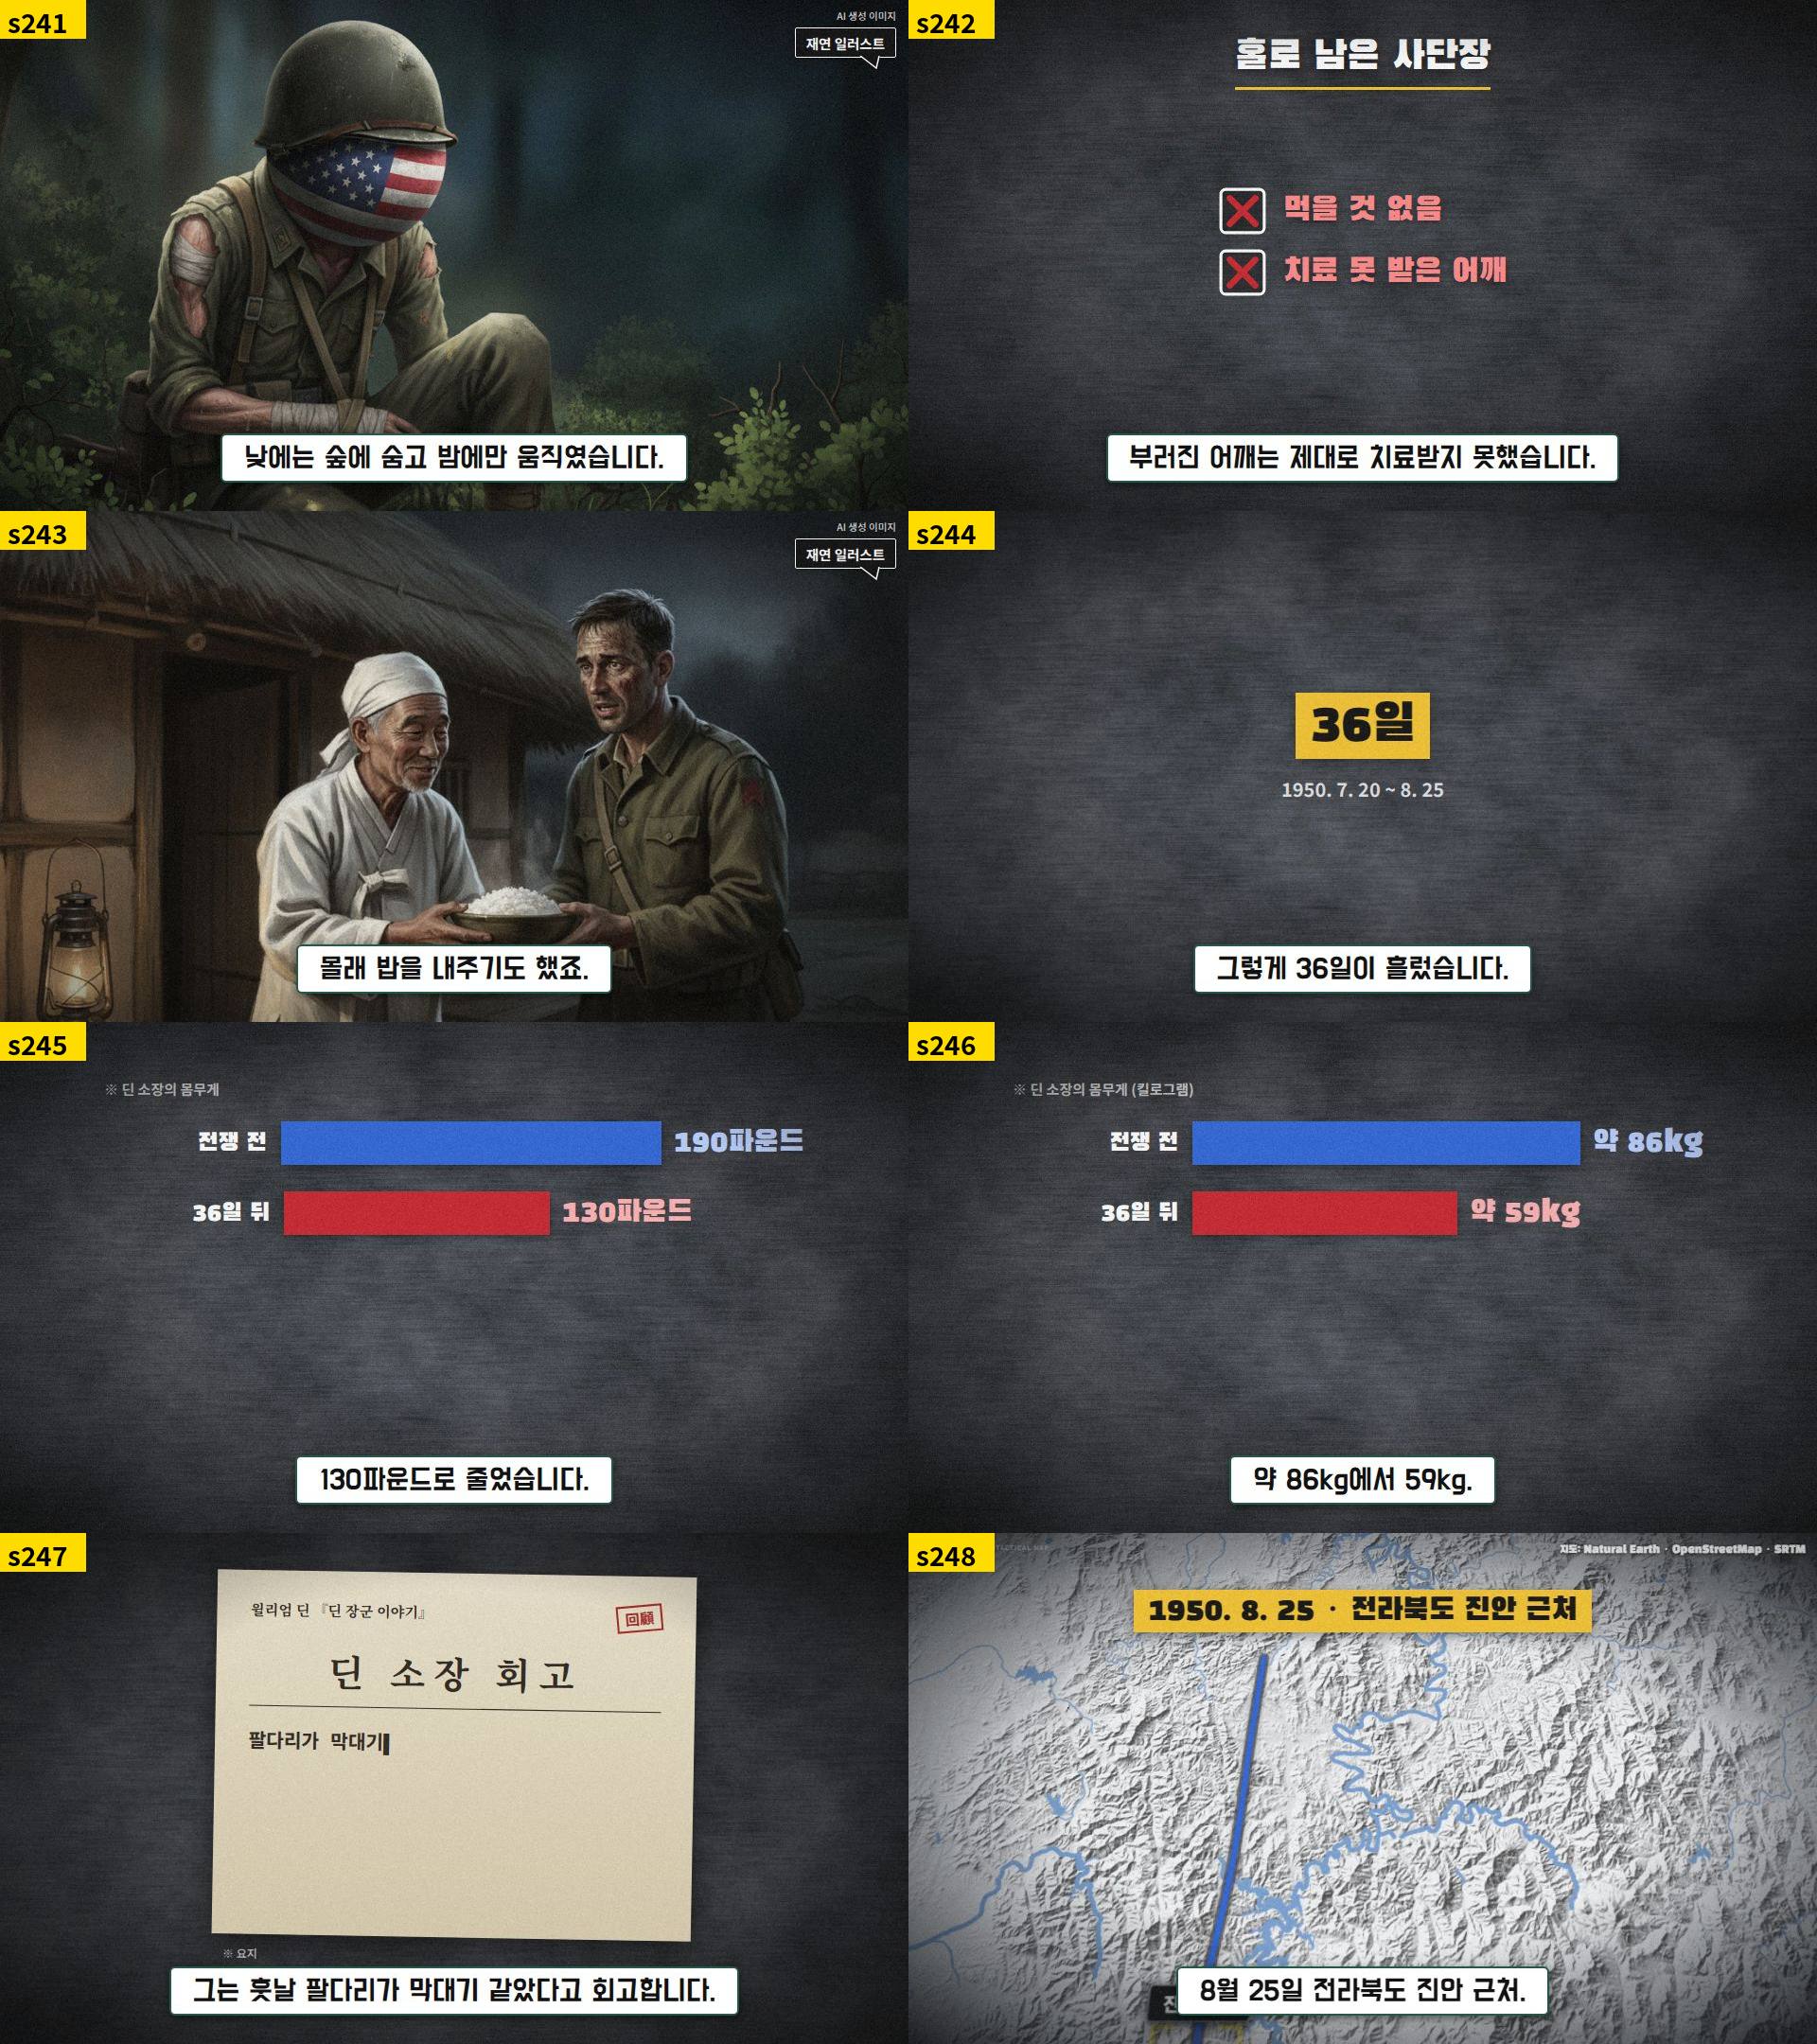 s241
AI 생성 이미지
재연 일러스트
낮에는 숲에 숨고 밤에만 움직였습니다.
s242
홀로 남은 사단장
먹을 것 없음
치료 못 받은 어깨
부러진 어깨는 제대로 치료받지 못했습니다.
s243
AI 생성 이미지
재연 일러스트
몰래 밥을 내주기도 했죠.
s244
36일
1950. 7. 20 ~ 8. 25
그렇게 36일이 흘렀습니다.
s245
※ 딘 소장의 몸무게
전쟁 전
190파운드
36일 뒤
130파운드
130파운드로 줄었습니다.
s246
※ 딘 소장의 몸무게 (킬로그램)
전쟁 전
약 86kg
36일 뒤
약 59kg
약 86kg에서 59kg.
s247
윌리엄 딘 『딘 장군 이야기』
回顧
딘 소장 회고
팔다리가 막대기
※ 요지
그는 훗날 팔다리가 막대기 같았다고 회고합니다.
s248
TACTICAL MAP
지도: Natural Earth · OpenStreetMap · SRTM
1950. 8. 25 · 전라북도 진안 근처
8월 25일 전라북도 진안 근처.